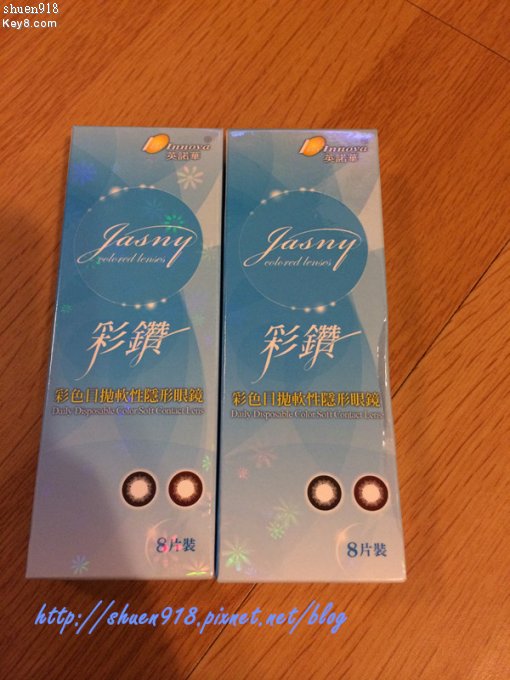 shuen918
Key8.com
Innova
英諾華
Innova
英諾華
Jasny
colored lenses
彩鑽
彩色日拋軟性隱形眼鏡
Daily Disposable Color Soft Contact Lens
8片裝
Jasny
colored lenses
彩鑽
彩色日拋軟性隱形眼鏡
Daily Disposable Color Soft Contact Lens
8片裝
http://shuen918.pixnet.net/blog